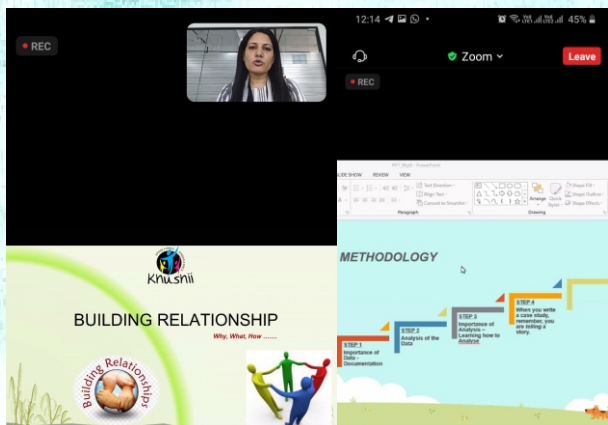 REC
12:14
45%
Zoom
Leave
REC
PPT_BlogS - PowerPoint
SLIDE SHOW REVIEW VIEW
Text Direction
Align Text
Convert to SmartArt
Paragraph
Arrange
Quick
Styles
Shape Fill
Shape Outline
Shape Effects
Drawing
Khushii
BUILDING RELATIONSHIP
Why, What, How .......
Building Relationships
METHODOLOGY
STEP 1
Importance of
Data -
Documentation
STEP 2
Analysis of the
Data
STEP 3
Importance of
Analysis –
Learning how to
Analyse
STEP 4
When you write
a case study,
remember, you
are telling a
story.